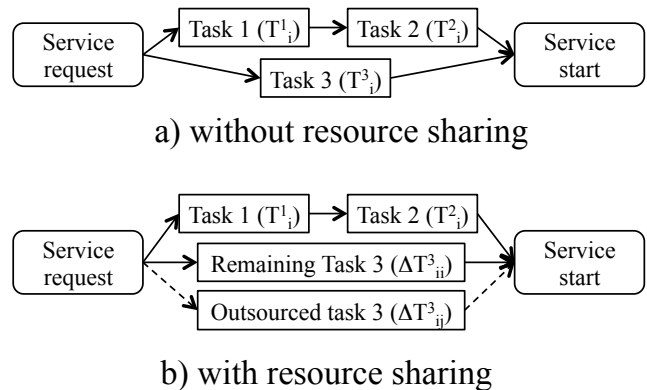 Service
request
Task 1 (T¹ᵢ)
Task 2 (T²ᵢ)
Task 3 (T³ᵢ)
Service
start
a) without resource sharing
Service
request
Task 1 (T¹ᵢ)
Task 2 (T²ᵢ)
Remaining Task 3 (ΔT³ᵢᵢ)
Outsourced task 3 (ΔT³ᵢⱼ)
Service
start
b) with resource sharing